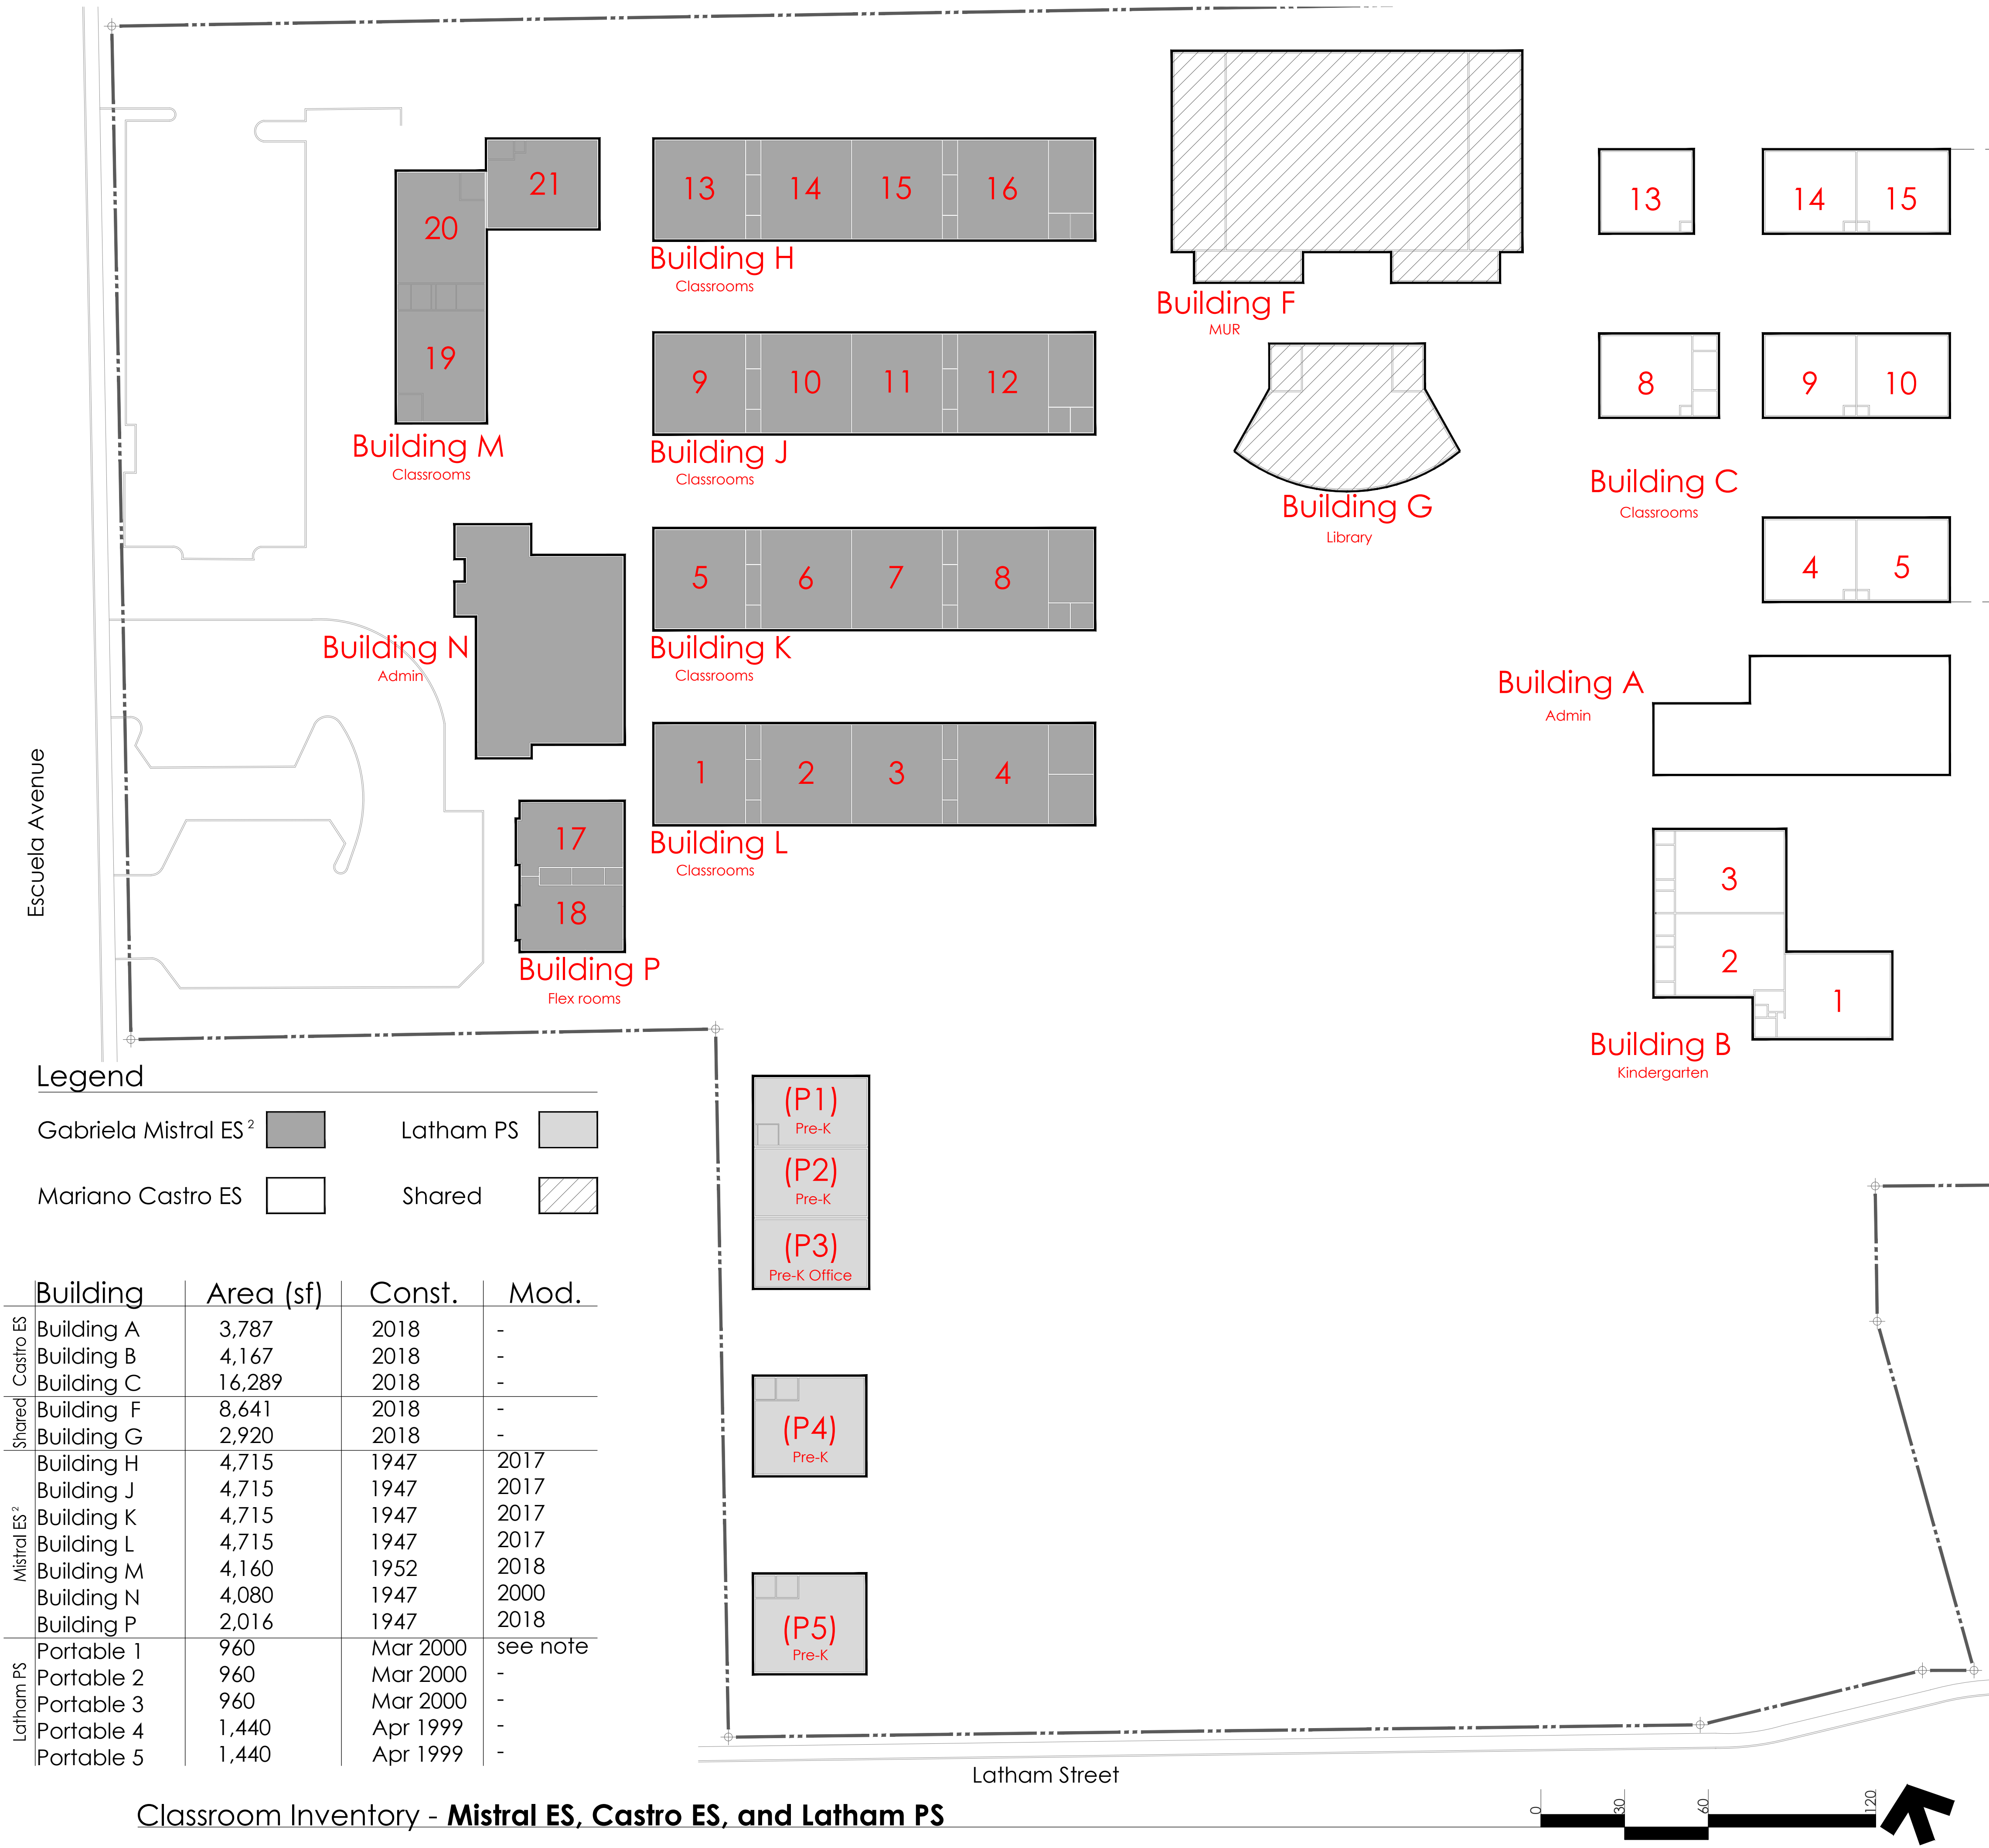 21
20
19
Building M
Classrooms
13 14 15 16
Building H
Classrooms
9 10 11 12
Building J
Classrooms
5 6 7 8
Building K
Classrooms
1 2 3 4
Building L
Classrooms
Building N
Admin
17
18
Building P
Flex rooms
Building F
MUR
Building G
Library
13 14 15
8 9 10
Building C
Classrooms
4 5
Building A
Admin
3
2
1
Building B
Kindergarten
(P1)
Pre-K
(P2)
Pre-K
(P3)
Pre-K Office
(P4)
Pre-K
(P5)
Pre-K
Escuela Avenue
Latham Street
Legend
Gabriela Mistral ES 2 Latham PS
Mariano Castro ES Shared
Building Area (sf) Const. Mod.
Castro ES
Building A 3,787 2018 -
Building B 4,167 2018 -
Building C 16,289 2018 -
Shared
Building F 8,641 2018 -
Building G 2,920 2018 -
Mistral ES 2
Building H 4,715 1947 2017
Building J 4,715 1947 2017
Building K 4,715 1947 2017
Building L 4,715 1947 2017
Building M 4,160 1952 2018
Building N 4,080 1947 2000
Building P 2,016 1947 2018
Latham PS
Portable 1 960 Mar 2000 see note
Portable 2 960 Mar 2000 -
Portable 3 960 Mar 2000 -
Portable 4 1,440 Apr 1999 -
Portable 5 1,440 Apr 1999 -
Classroom Inventory - Mistral ES, Castro ES, and Latham PS
0 30 60 120